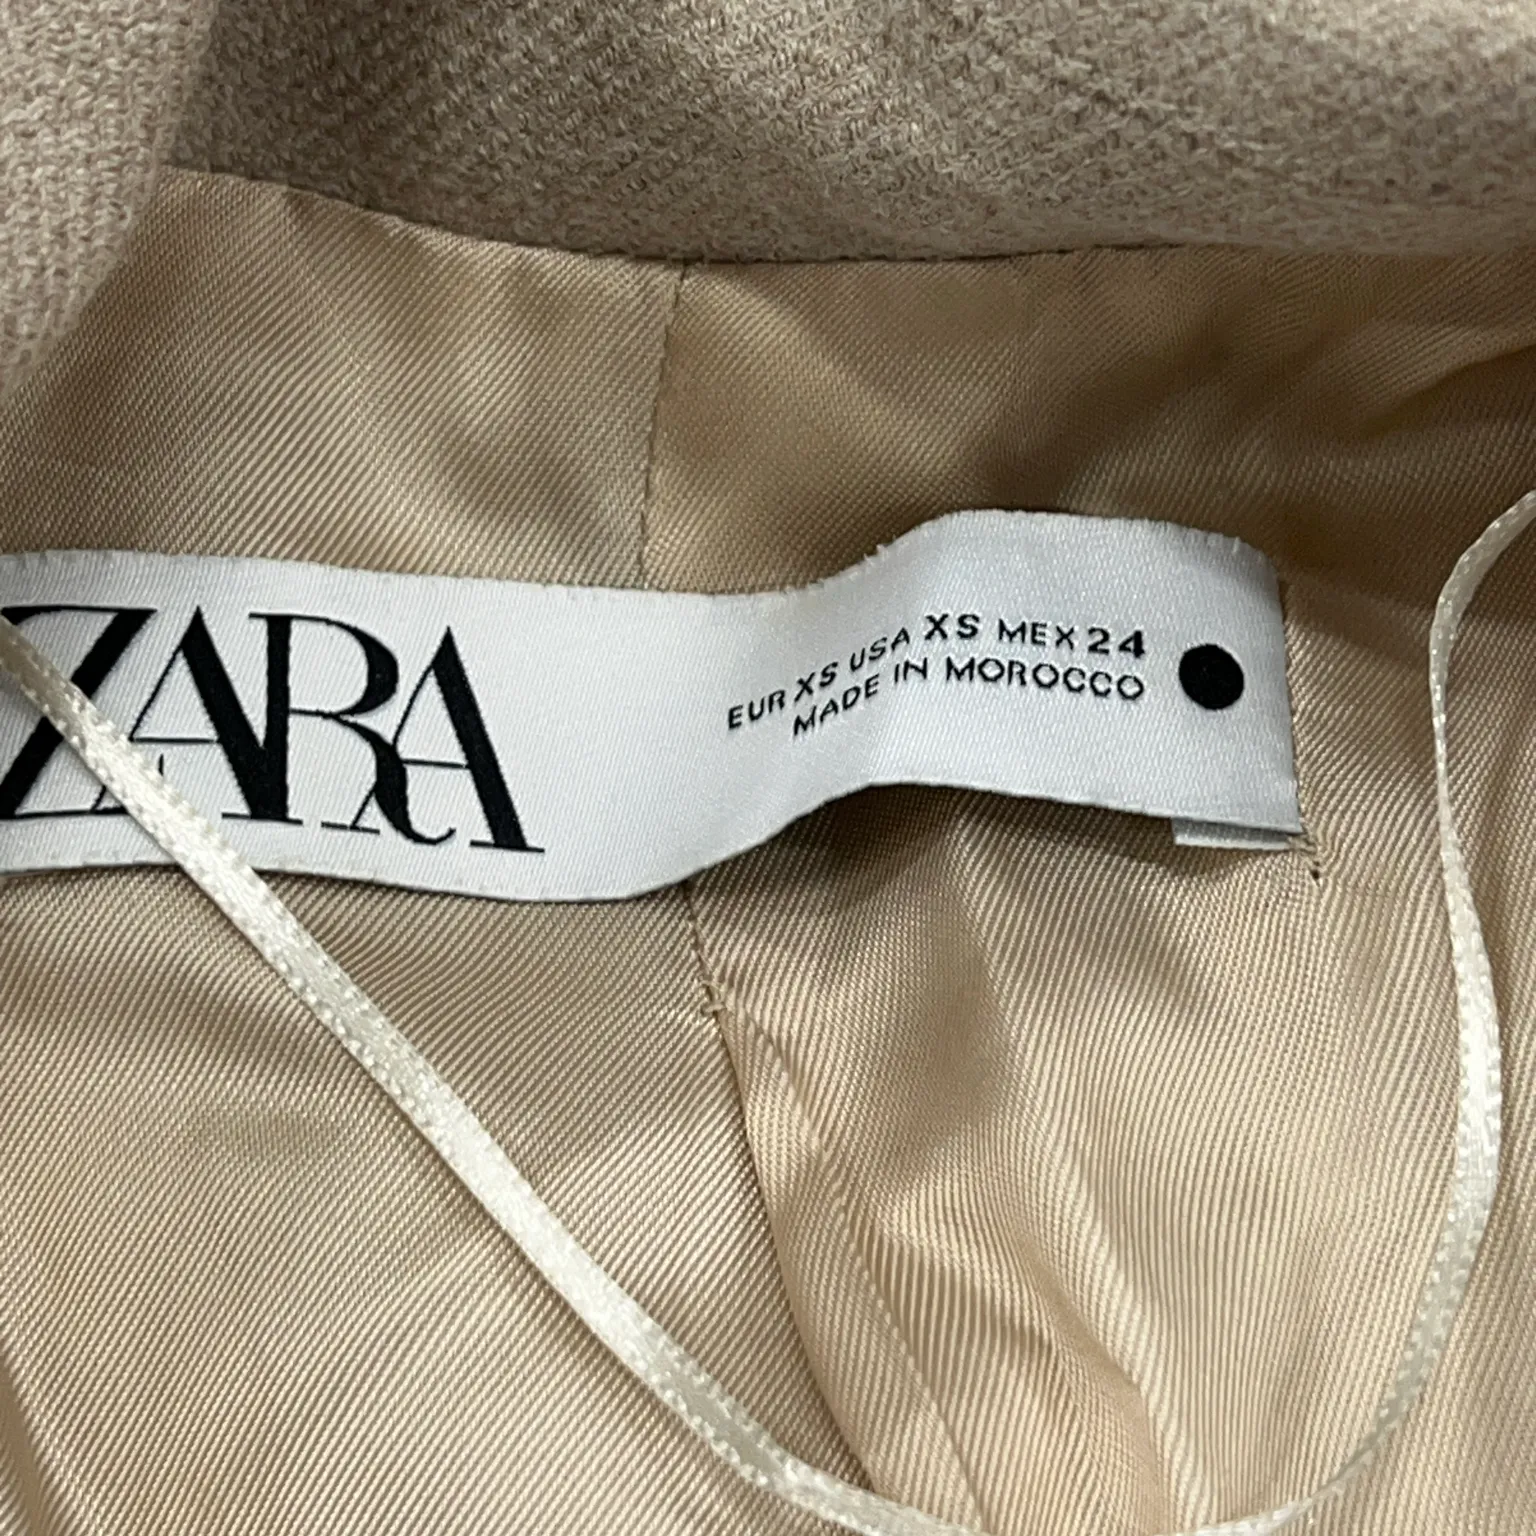 ZARA
EUR XS USA XS MEX 24
MADE IN MOROCCO